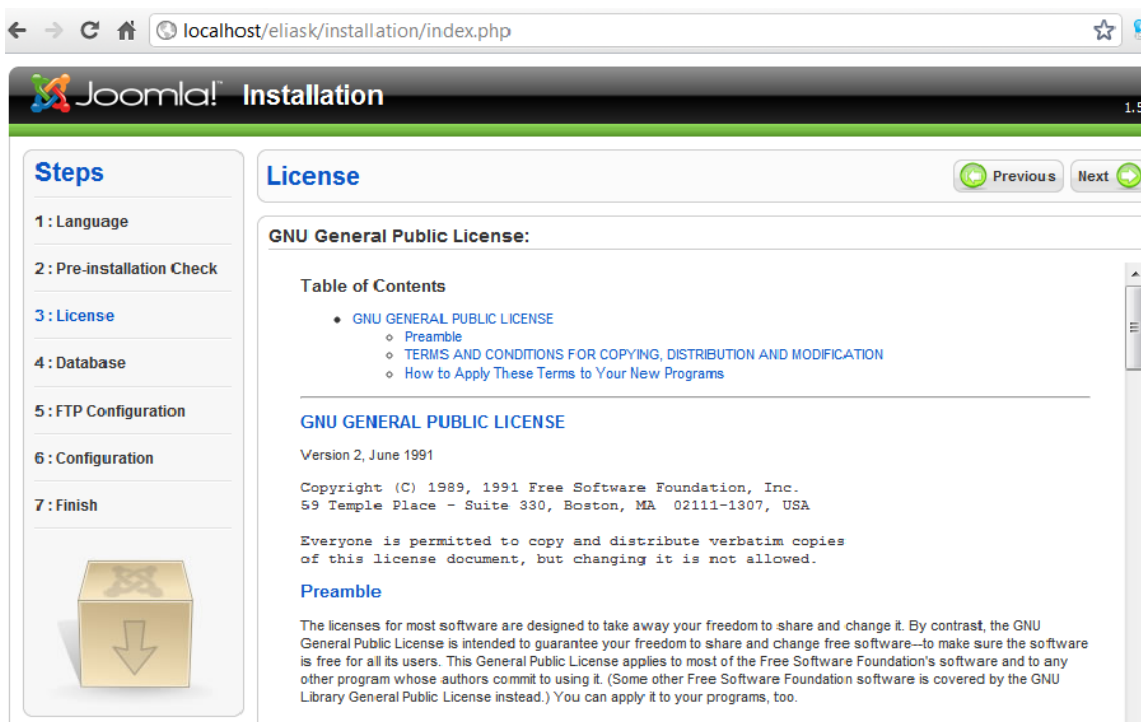 localhost/eliask/installation/index.php
Joomla!™ Installation
1.5
Steps
1 : Language
2 : Pre-installation Check
3 : License
4 : Database
5 : FTP Configuration
6 : Configuration
7 : Finish
License
Previous
Next
GNU General Public License:
Table of Contents
GNU GENERAL PUBLIC LICENSE
Preamble
TERMS AND CONDITIONS FOR COPYING, DISTRIBUTION AND MODIFICATION
How to Apply These Terms to Your New Programs
GNU GENERAL PUBLIC LICENSE
Version 2, June 1991
Copyright (C) 1989, 1991 Free Software Foundation, Inc.
59 Temple Place - Suite 330, Boston, MA 02111-1307, USA
Everyone is permitted to copy and distribute verbatim copies
of this license document, but changing it is not allowed.
Preamble
The licenses for most software are designed to take away your freedom to share and change it. By contrast, the GNU
General Public License is intended to guarantee your freedom to share and change free software--to make sure the software
is free for all its users. This General Public License applies to most of the Free Software Foundation's software and to any
other program whose authors commit to using it. (Some other Free Software Foundation software is covered by the GNU
Library General Public License instead.) You can apply it to your programs, too.